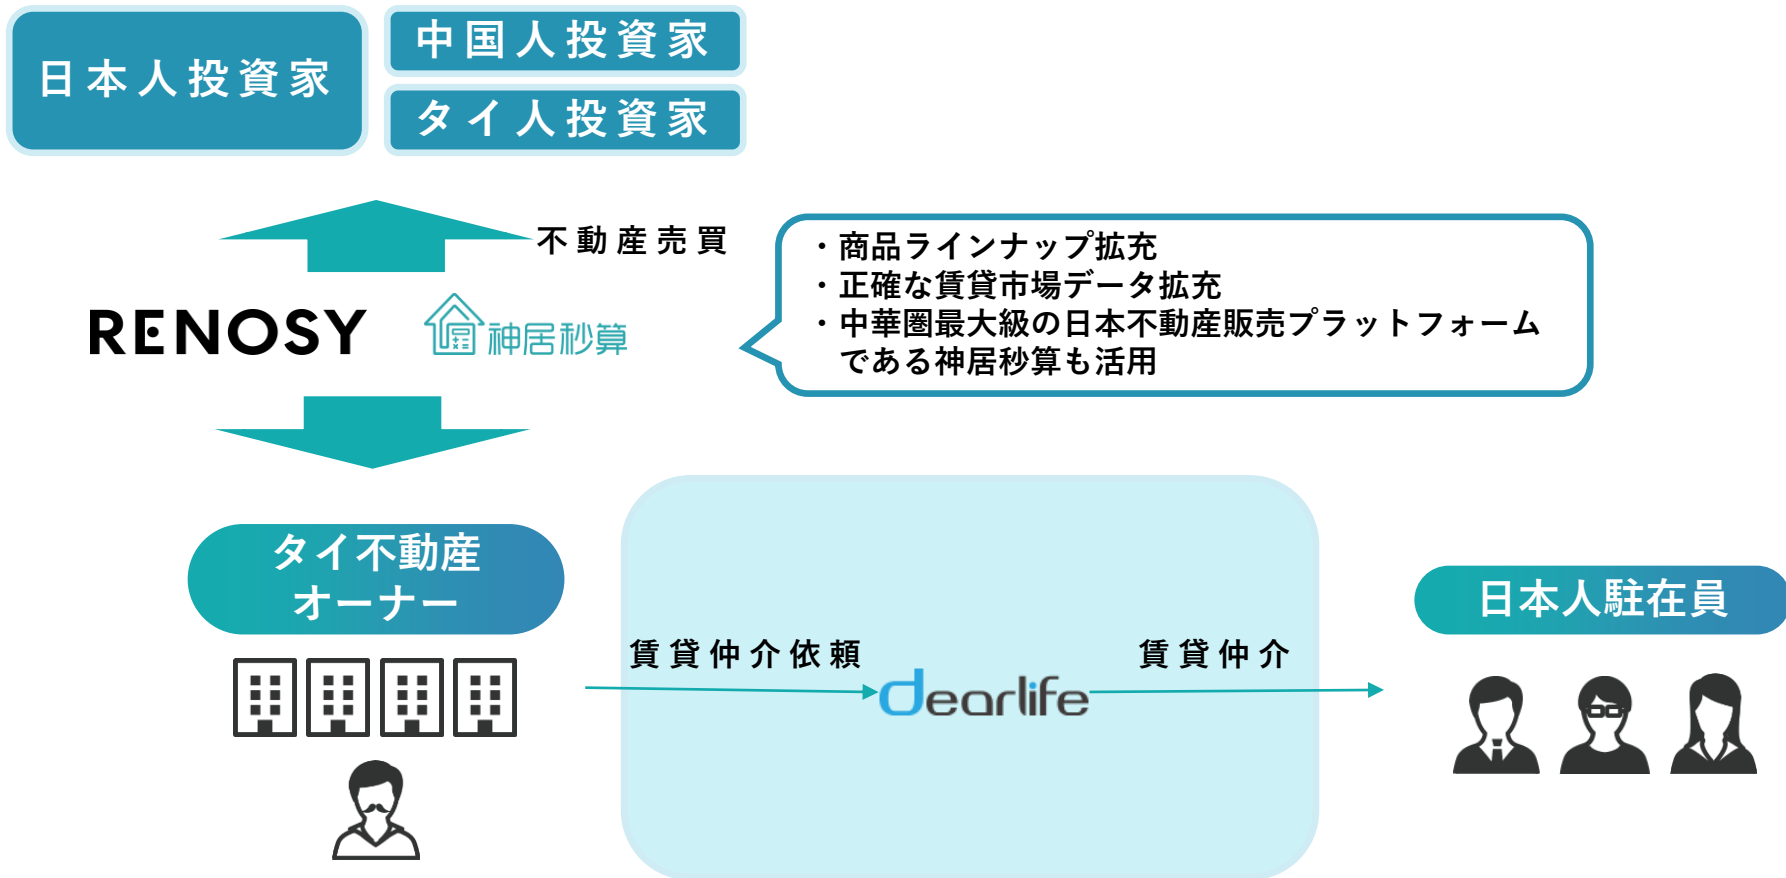 日本人投資家
中国人投資家
タイ人投資家
不動産売買
RENOSY
神居秒算
・商品ラインナップ拡充
・正確な賃貸市場データ拡充
・中華圏最大級の日本不動産販売プラットフォーム
である神居秒算も活用
タイ不動産
オーナー
賃貸仲介依頼
dearlife
賃貸仲介
日本人駐在員